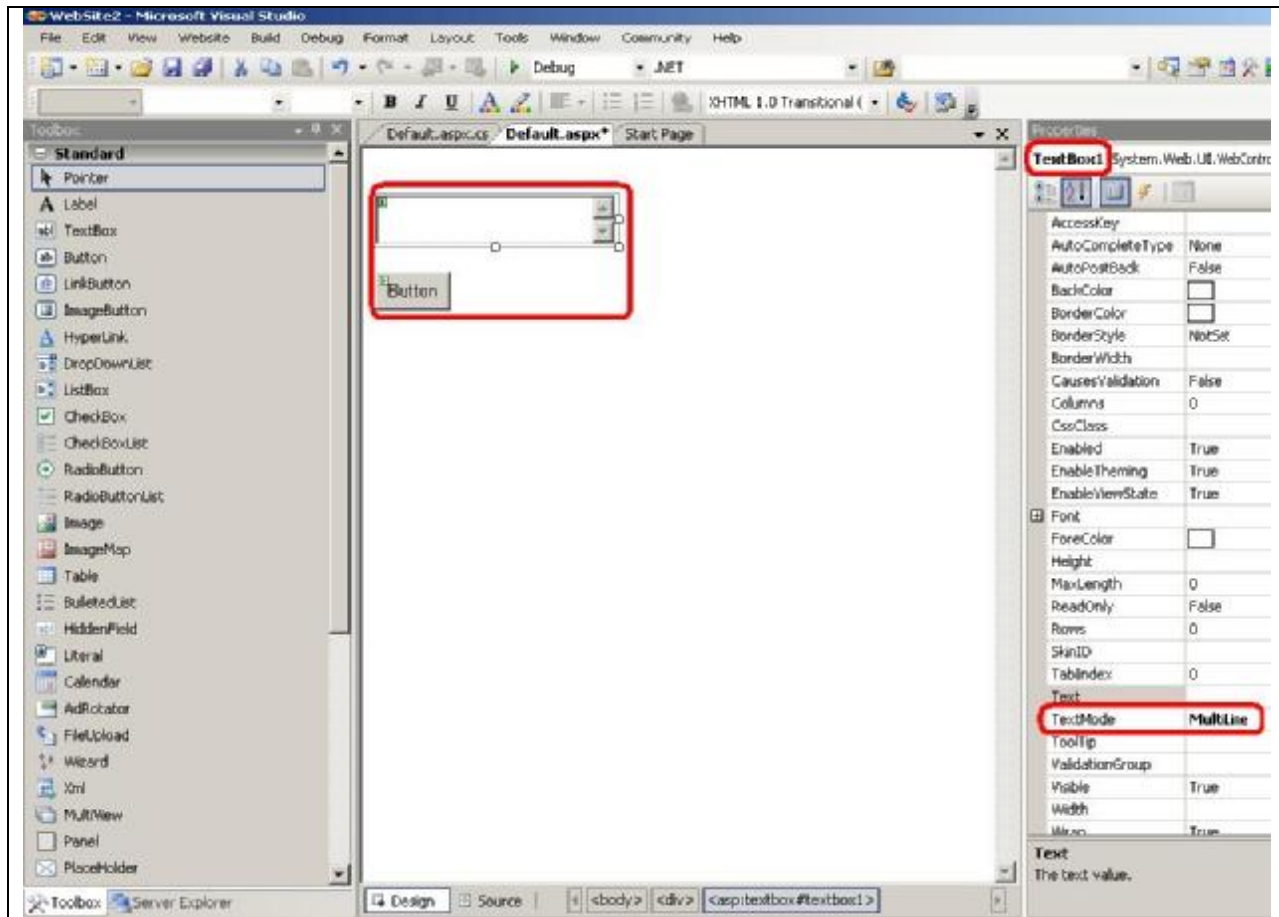 WebSite2 - Microsoft Visual Studio
File Edit View Website Build Debug Format Layout Tools Window Community Help
Debug .NET
B I U XHTML 1.0 Transitional (
Toolbox
Standard
Pointer
Label
TextBox
Button
LinkButton
ImageButton
HyperLink
DropDownList
ListBox
CheckBox
CheckBoxList
RadioButton
RadioButtonList
Image
ImageMap
Table
BulletedList
HiddenField
Literal
Calendar
AdRotator
FileUpload
Wizard
Xml
MultiView
Panel
PlaceHolder
Toolbox Server Explorer
Default.aspx.cs Default.aspx* Start Page
Button
Design Source <body> <div> <asp:textbox#textbox1>
Properties
TextBox1 System.Web.UI.WebContro
AccessKey
AutoCompleteType None
AutoPostBack False
BackColor
BorderColor
BorderStyle NotSet
BorderWidth
CausesValidation False
Columns 0
CssClass
Enabled True
EnableTheming True
EnableViewState True
Font
ForeColor
Height
MaxLength 0
ReadOnly False
Rows 0
SkinID
TabIndex 0
Text
TextMode MultiLine
ToolTip
ValidationGroup
Visible True
Width
Wrap True
Text
The text value.